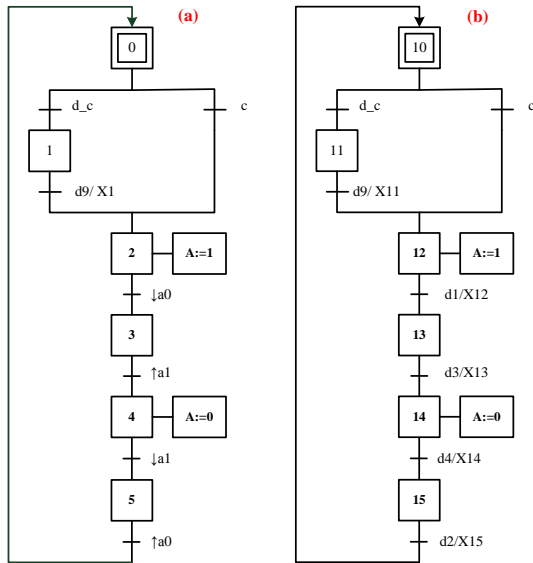 (a)
0
d_c
c
1
d9/ X1
2
A:=1
↓a0
3
↑a1
4
A:=0
↓a1
5
↑a0
(b)
10
d_c
c
11
d9/X11
12
A:=1
d1/X12
13
d3/X13
14
A:=0
d4/X14
15
d2/X15